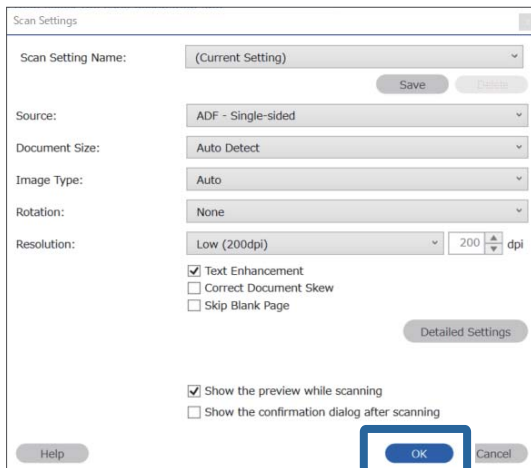 Scan Settings
Scan Setting Name: (Current Setting)
Save Delete
Source: ADF - Single-sided
Document Size: Auto Detect
Image Type: Auto
Rotation: None
Resolution: Low (200dpi) 200 dpi
Text Enhancement
Correct Document Skew
Skip Blank Page
Detailed Settings
Show the preview while scanning
Show the confirmation dialog after scanning
Help OK Cancel